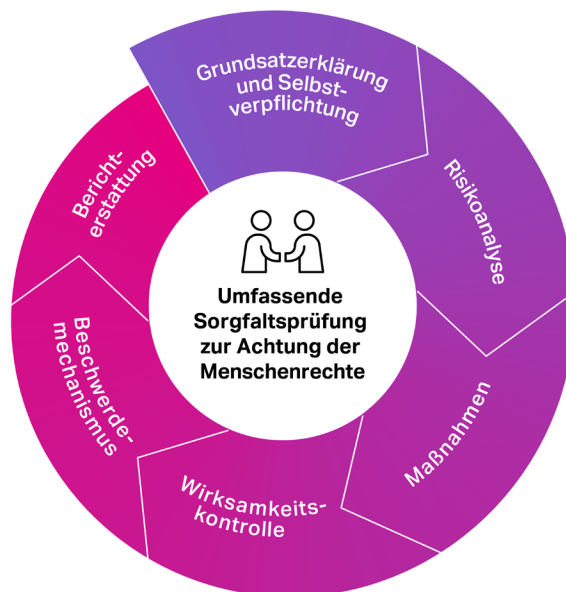 Grundsatzerklärung
und Selbst-
verpflichtung
Risikoanalyse
Maßnahmen
Wirksamkeits-
kontrolle
Beschwerde-
mechanismus
Bericht-
erstattung
Umfassende
Sorgfaltsprüfung
zur Achtung der
Menschenrechte